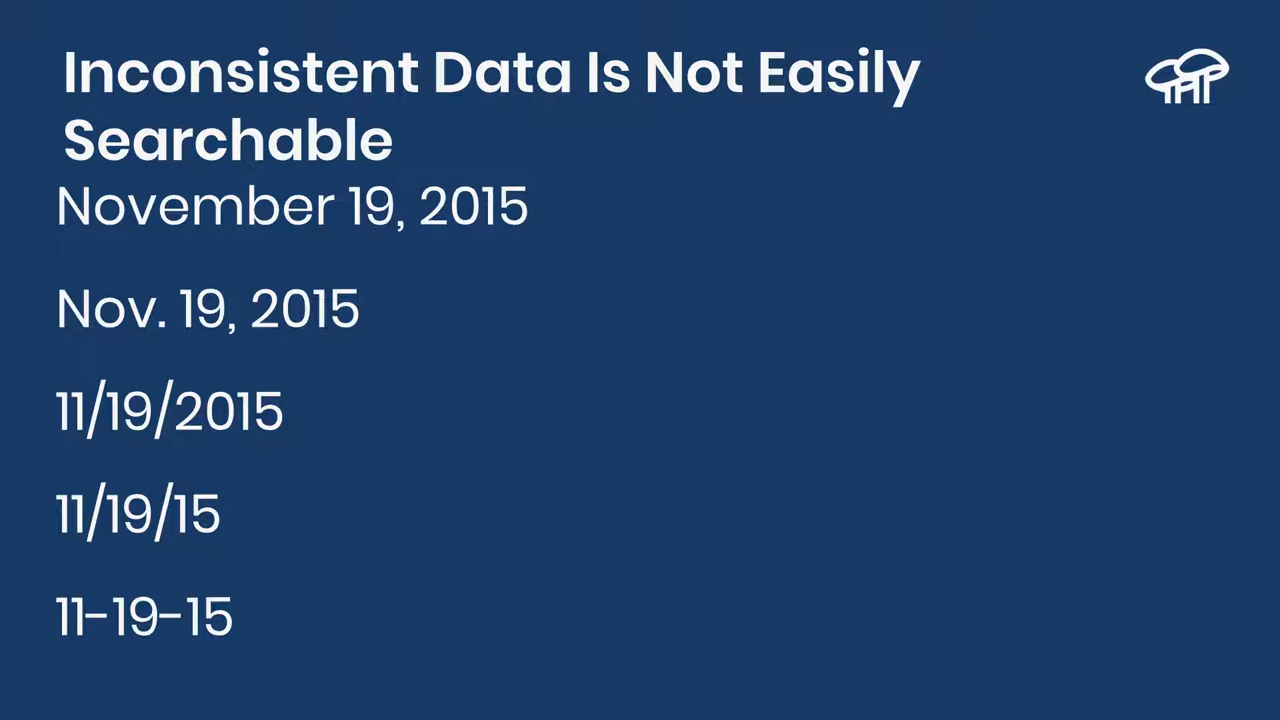 Inconsistent Data Is Not Easily
Searchable
November 19, 2015
Nov. 19, 2015
11/19/2015
11/19/15
11-19-15